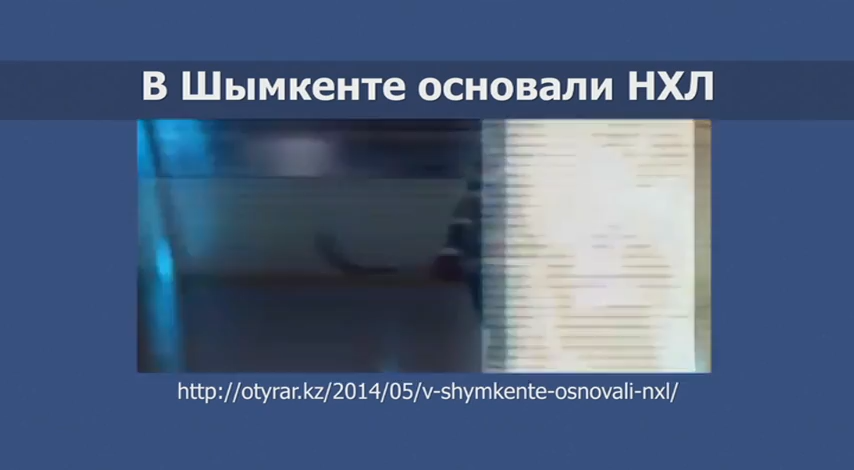 В Шымкенте основали НХЛ
http://otyrar.kz/2014/05/v-shymkente-osnovali-nxl/